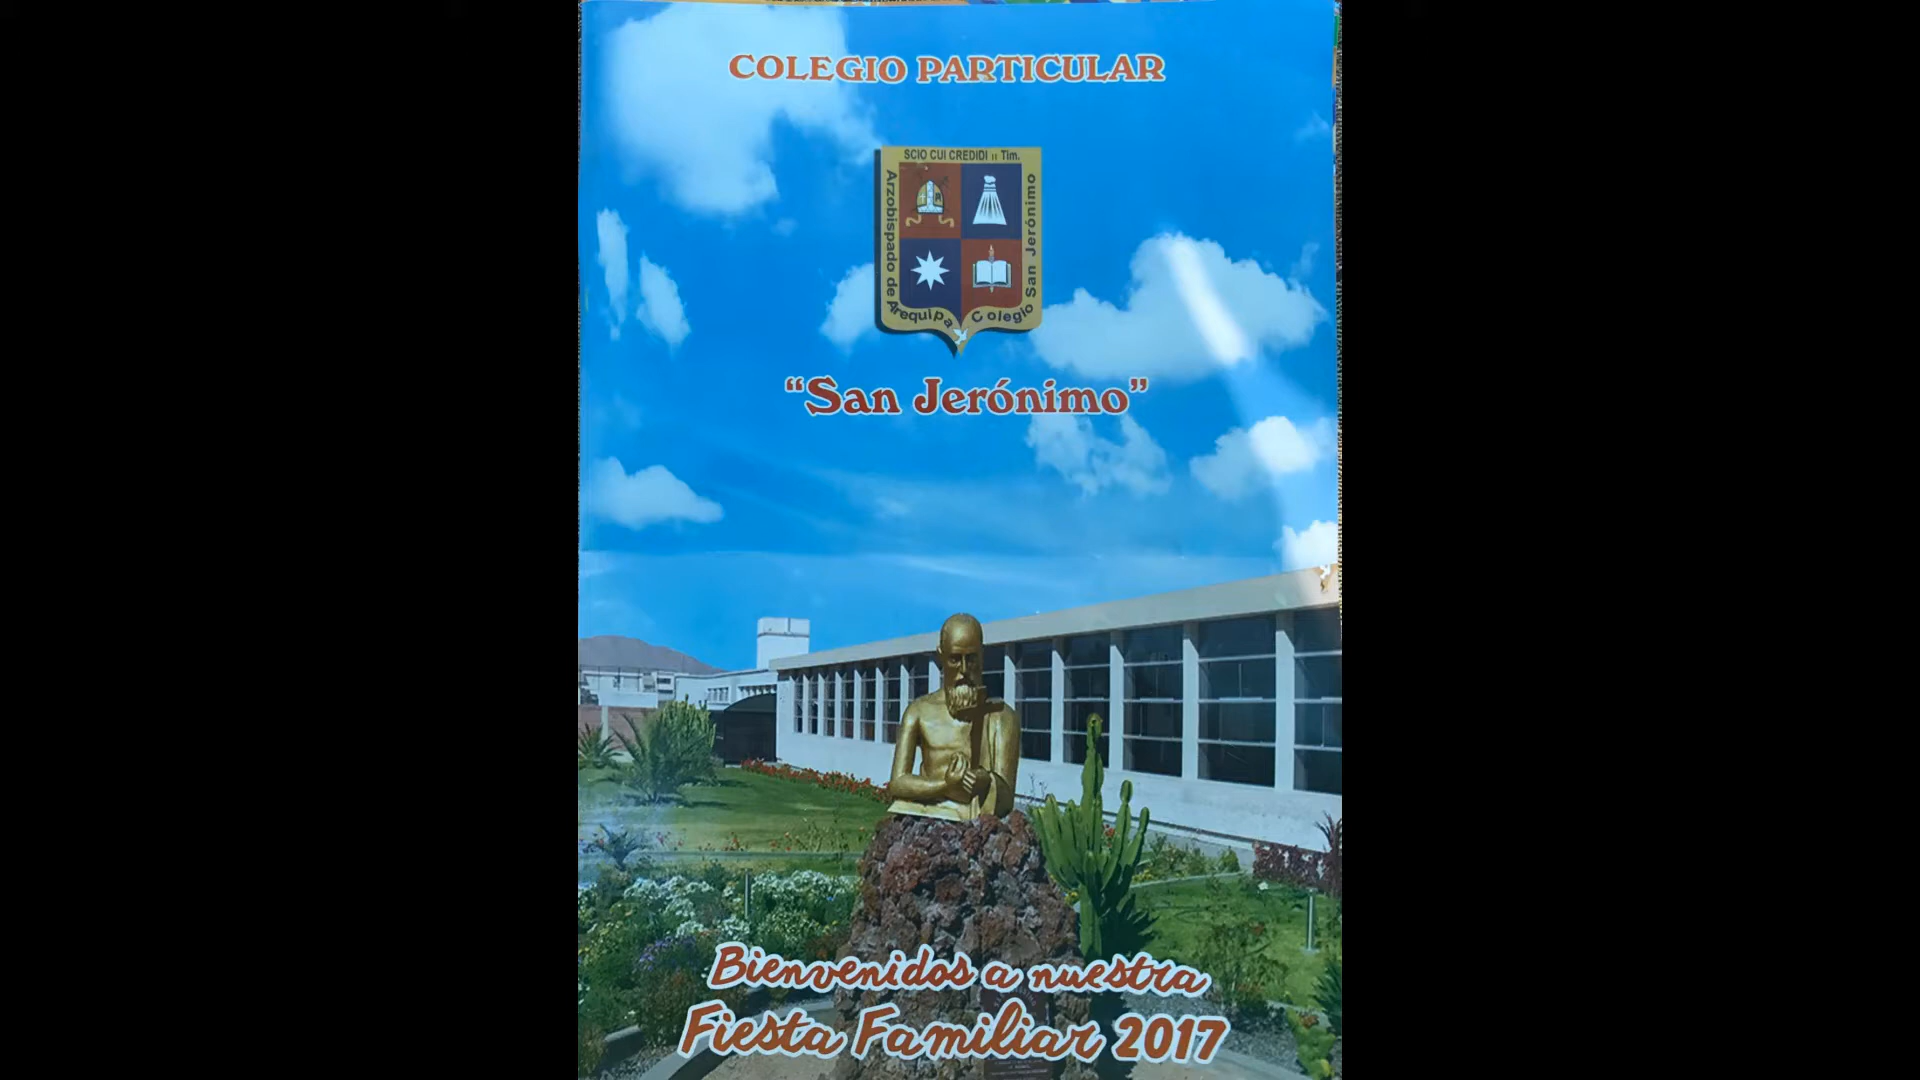 COLEGIO PARTICULAR
SCIO CUI CREDIDI II Tim.
Arzobispado de Arequipa
Colegio San Jerónimo
“San Jerónimo”
Bienvenidos a nuestra
Fiesta Familiar 2017